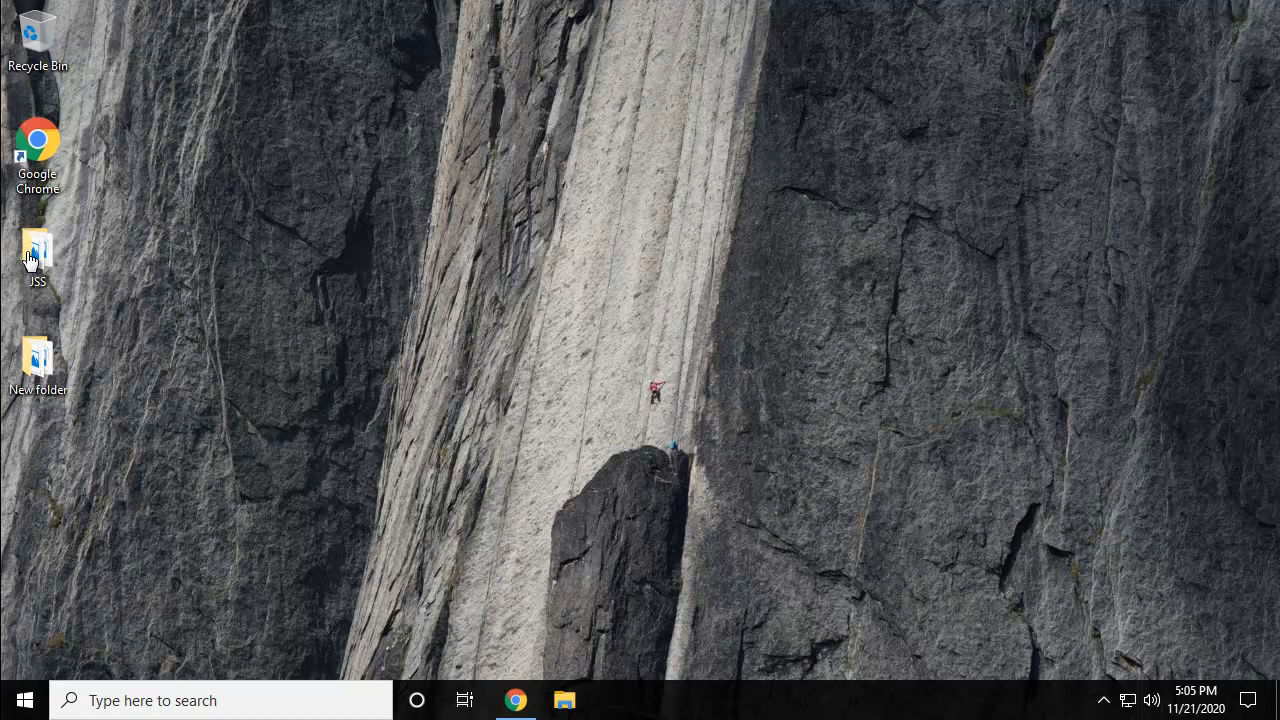 Recycle Bin
Google
Chrome
JSS
New folder
Type here to search
5:05 PM
11/21/2020